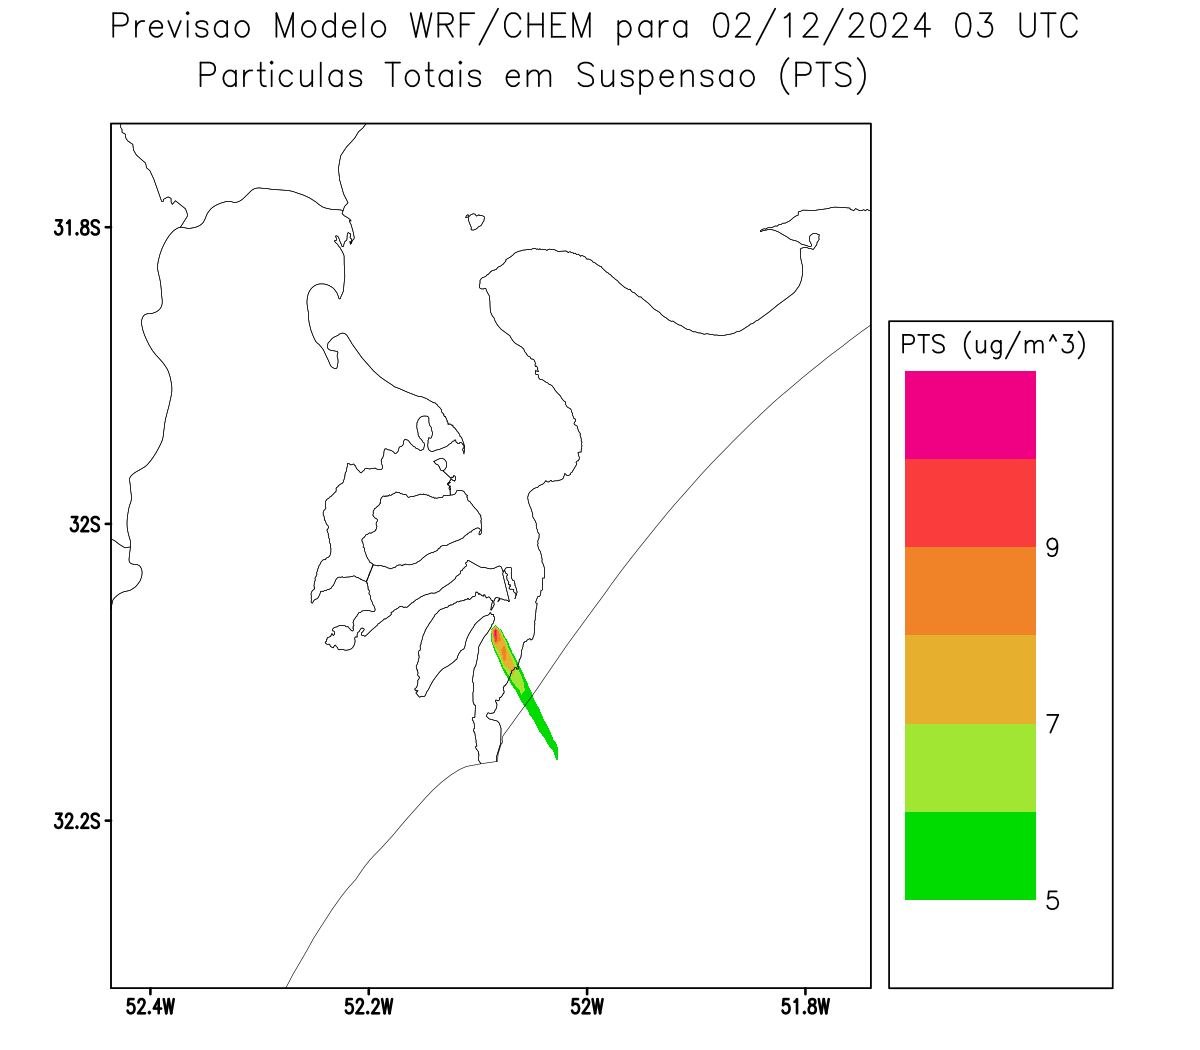 Previsao Modelo WRF/CHEM para 02/12/2024 03 UTC
Particulas Totais em Suspensao (PTS)
31.8S
32S
32.2S
52.4W
52.2W
52W
51.8W
PTS (ug/m^3)
9
7
5